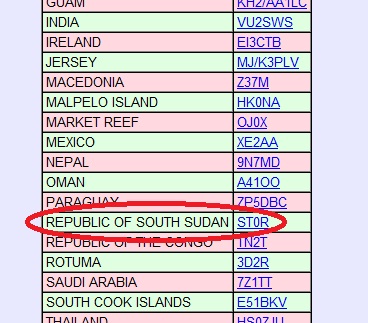 GUAM KH2/AA1LC
INDIA VU2SWS
IRELAND EI3CTB
JERSEY MJ/K3PLV
MACEDONIA Z37M
MALPELO ISLAND HK0NA
MARKET REEF OJ0X
MEXICO XE2AA
NEPAL 9N7MD
OMAN A41OO
PARAGUAY 7P5DBC
REPUBLIC OF SOUTH SUDAN ST0R
REPUBLIC OF THE CONGO TN2T
ROTUMA 3D2R
SAUDI ARABIA 7Z1TT
SOUTH COOK ISLANDS E51BKV
THAILAND HS0ZJU